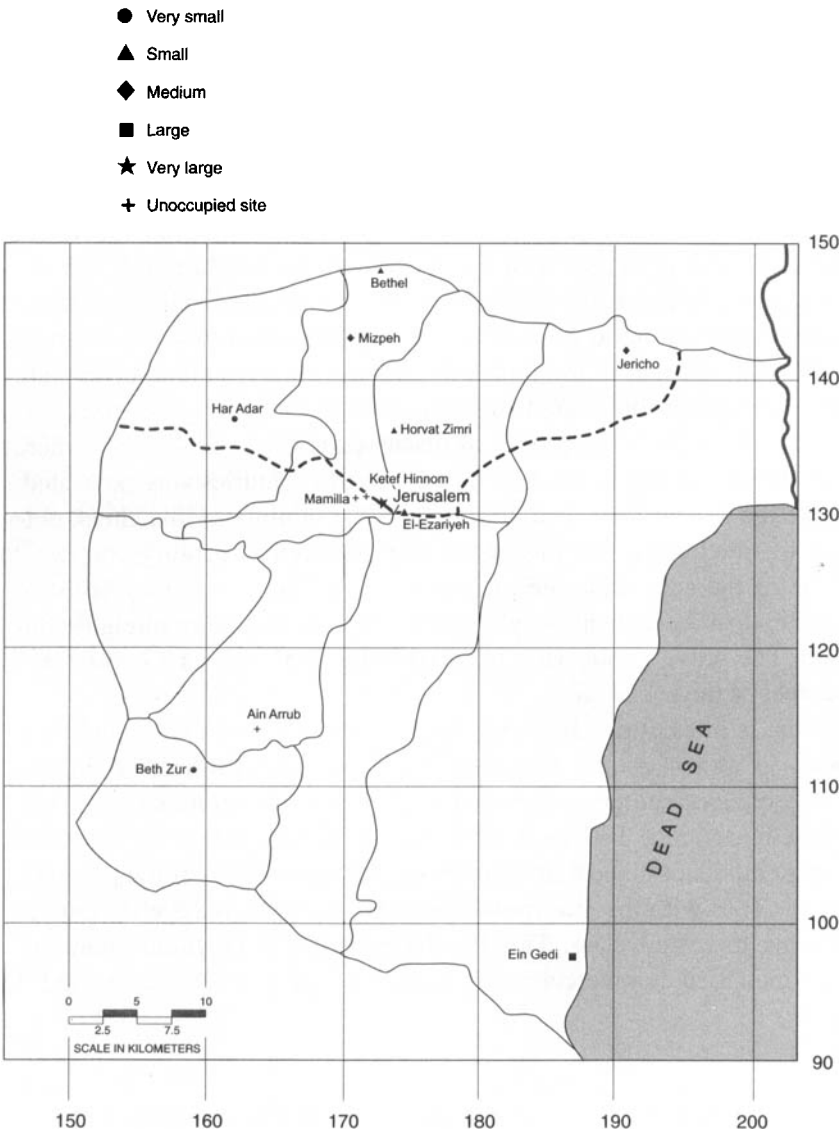 Very small
Small
Medium
Large
Very large
Unoccupied site
150
Bethel
Mizpeh
Jericho
140
Har Adar
Horvat Zimri
Ketef Hinnom
Mamilla
Jerusalem
El-Ezariyeh
130
120
Ain Arrub
Beth Zur
110
DEAD SEA
100
Ein Gedi
0 5 10
2.5 7.5
SCALE IN KILOMETERS
90
150 160 170 180 190 200